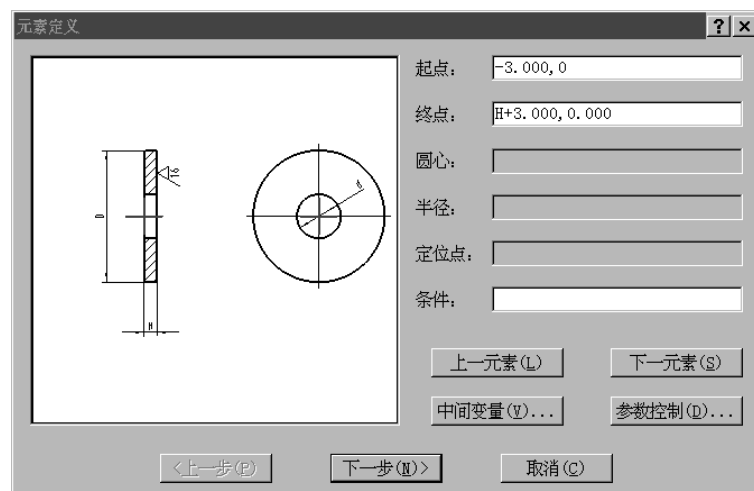 元素定义
起点: -3.000,0
终点: H+3.000,0.000
圆心:
半径:
定位点:
条件:
D
16
d
H
上一元素(L)
下一元素(S)
中间变量(V)...
参数控制(D)...
<上一步(P)
下一步(N)>
取消(C)